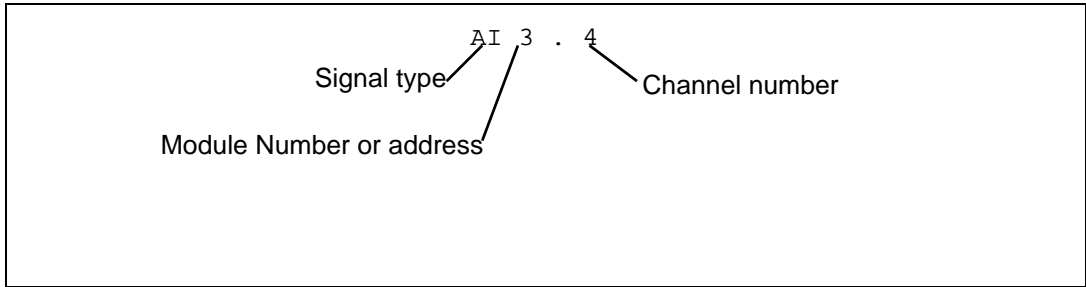 AI 3 . 4
Signal type
Channel number
Module Number or address